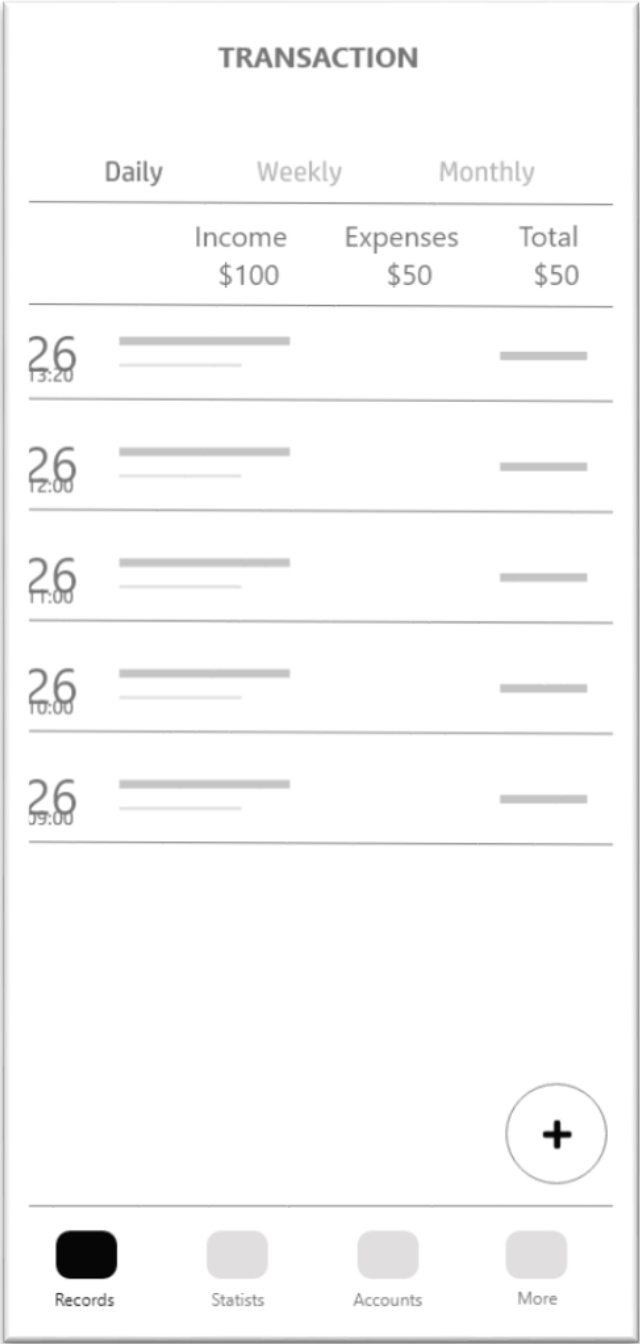 TRANSACTION
Daily Weekly Monthly
Income Expenses Total
$100 $50 $50
26
13:20
26
12:00
26
11:00
26
10:00
26
09:00
+
Records Statists Accounts More